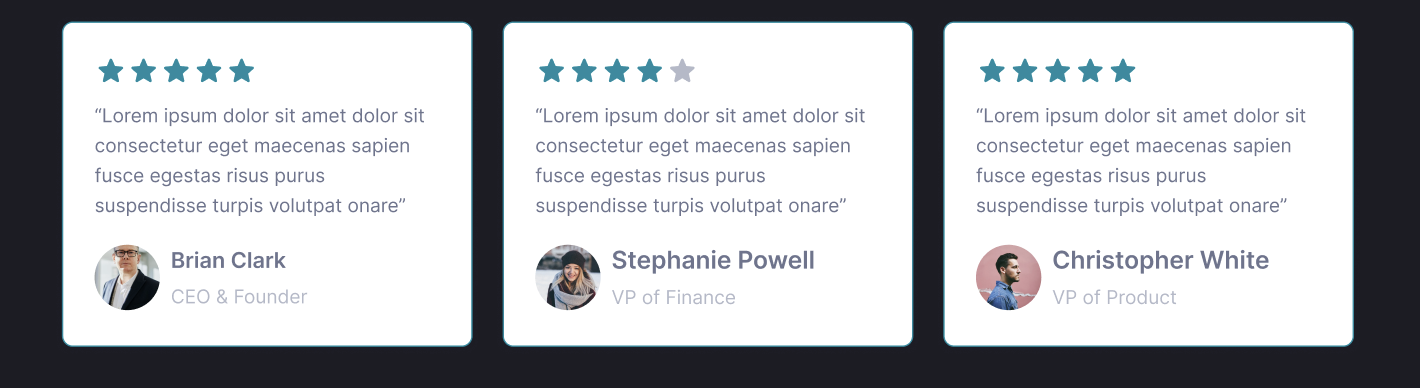 “Lorem ipsum dolor sit amet dolor sit
consectetur eget maecenas sapien
fusce egestas risus purus
suspendisse turpis volutpat onare”
Brian Clark
CEO & Founder
“Lorem ipsum dolor sit amet dolor sit
consectetur eget maecenas sapien
fusce egestas risus purus
suspendisse turpis volutpat onare”
Stephanie Powell
VP of Finance
“Lorem ipsum dolor sit amet dolor sit
consectetur eget maecenas sapien
fusce egestas risus purus
suspendisse turpis volutpat onare”
Christopher White
VP of Product